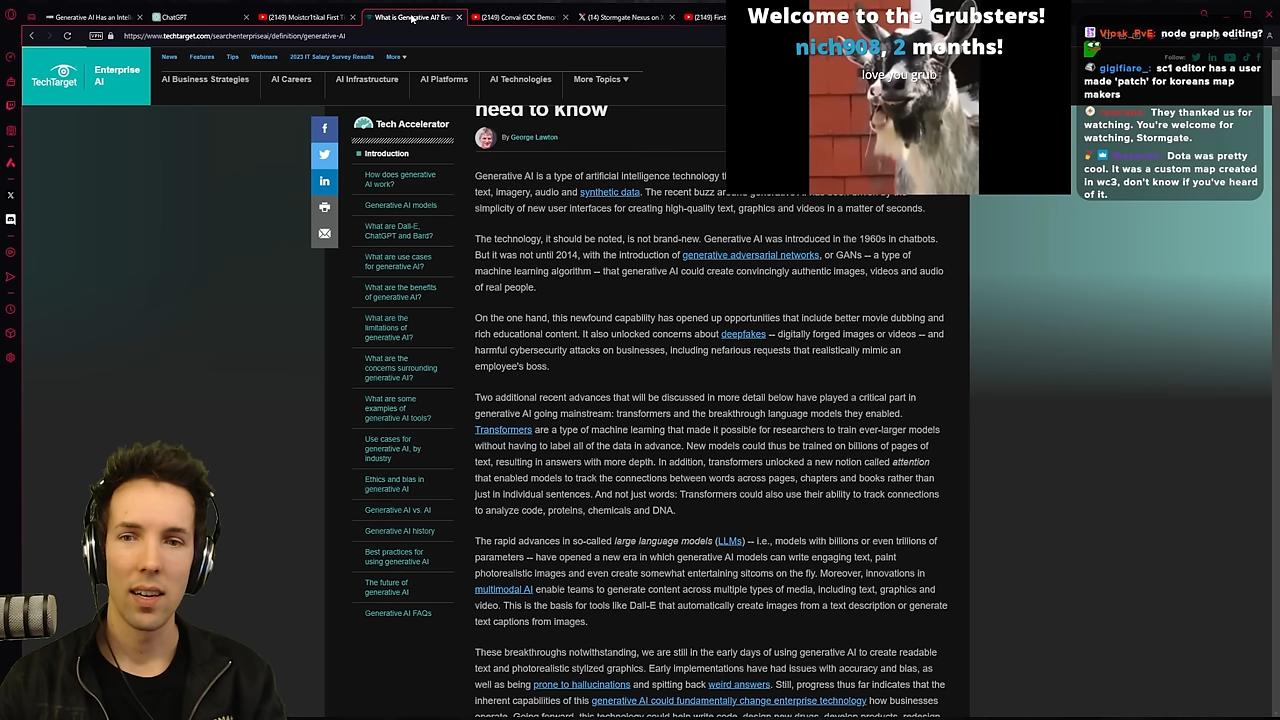 Generative AI Has an Intel
ChatGPT
(2149) Moistcr1tikal First T
What is Generative AI? Eve
(2149) Convai GDC Demo:
(14) Stormgate Nexus on X
(2149) First
VPN
https://www.techtarget.com/searchenterpriseai/definition/generative-AI
TechTarget
Enterprise
AI
News
Features
Tips
Webinars
2023 IT Salary Survey Results
More
AI Business Strategies
AI Careers
AI Infrastructure
AI Platforms
AI Technologies
More Topics
Follow:
Welcome to the Grubsters!
nich908, 2 months!
love you grub
Vjosk_PvE: node graph editing?
gigifiare_: sc1 editor has a user
made 'patch' for koreans map
makers
They thanked us for
watching. You're welcome for
watching, Stormgate.
Dota was pretty
cool. It was a custom map created
in wc3, don't know if you've heard
of it.
Tech Accelerator
Introduction
How does generative
AI work?
Generative AI models
What are Dall-E,
ChatGPT and Bard?
What are use cases
for generative AI?
What are the benefits
of generative AI?
What are the
limitations of
generative AI?
What are the
concerns surrounding
generative AI?
What are some
examples of
generative AI tools?
Use cases for
generative AI, by
industry
Ethics and bias in
generative AI
Generative AI vs. AI
Generative AI history
Best practices for
using generative AI
The future of
generative AI
Generative AI FAQs
need to know
By George Lawton
Generative AI is a type of artificial intelligence technology
text, imagery, audio and synthetic data. The recent buzz
simplicity of new user interfaces for creating high-quality text, graphics and videos in a matter of seconds.
The technology, it should be noted, is not brand-new. Generative AI was introduced in the 1960s in chatbots.
But it was not until 2014, with the introduction of generative adversarial networks, or GANs -- a type of
machine learning algorithm -- that generative AI could create convincingly authentic images, videos and audio
of real people.
On the one hand, this newfound capability has opened up opportunities that include better movie dubbing and
rich educational content. It also unlocked concerns about deepfakes -- digitally forged images or videos -- and
harmful cybersecurity attacks on businesses, including nefarious requests that realistically mimic an
employee's boss.
Two additional recent advances that will be discussed in more detail below have played a critical part in
generative AI going mainstream: transformers and the breakthrough language models they enabled.
Transformers are a type of machine learning that made it possible for researchers to train ever-larger models
without having to label all of the data in advance. New models could thus be trained on billions of pages of
text, resulting in answers with more depth. In addition, transformers unlocked a new notion called attention
that enabled models to track the connections between words across pages, chapters and books rather than
just in individual sentences. And not just words: Transformers could also use their ability to track connections
to analyze code, proteins, chemicals and DNA.
The rapid advances in so-called large language models (LLMs) -- i.e., models with billions or even trillions of
parameters -- have opened a new era in which generative AI models can write engaging text, paint
photorealistic images and even create somewhat entertaining sitcoms on the fly. Moreover, innovations in
multimodal AI enable teams to generate content across multiple types of media, including text, graphics and
video. This is the basis for tools like Dall-E that automatically create images from a text description or generate
text captions from images.
These breakthroughs notwithstanding, we are still in the early days of using generative AI to create readable
text and photorealistic stylized graphics. Early implementations have had issues with accuracy and bias, as
well as being prone to hallucinations and spitting back weird answers. Still, progress thus far indicates that the
inherent capabilities of this generative AI could fundamentally change enterprise technology how businesses
operate. Going forward, this technology could help write code, design new drugs, develop products, redesign